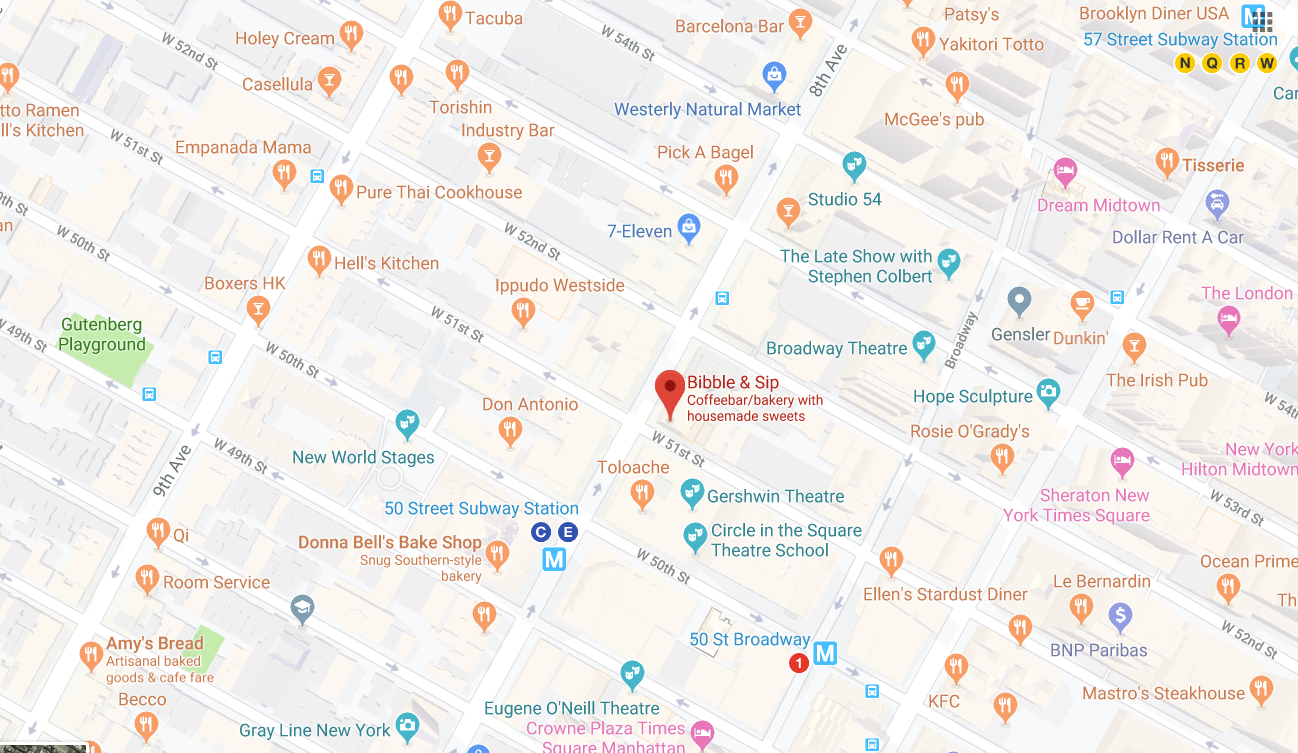 Tacuba
Holey Cream
W 52nd St
W 54th St
Barcelona Bar
8th Ave
Patsy's
Yakitori Totto
Brooklyn Diner USA
M
57 Street Subway Station
N Q R W
Car
Casellula
Torishin
Westerly Natural Market
McGee's pub
tto Ramen
ll's Kitchen
W 51st St
Industry Bar
Empanada Mama
Pick A Bagel
Tisserie
Pure Thai Cookhouse
Studio 54
Dream Midtown
0th St
an
W 50th St
W 52nd St
7-Eleven
Dollar Rent A Car
Hell's Kitchen
The Late Show with
Stephen Colbert
Boxers HK
Ippudo Westside
The London
W 49th St
Gutenberg
Playground
W 51st St
Broadway
Gensler
Dunkin'
Broadway Theatre
W 50th St
Bibble & Sip
Coffeebar/bakery with
housemade sweets
The Irish Pub
Hope Sculpture
W 54th
Don Antonio
Rosie O'Grady's
9th Ave
W 49th St
New World Stages
W 51st St
New York
Hilton Midtown
Toloache
Gershwin Theatre
Sheraton New
York Times Square
W 53rd St
50 Street Subway Station
C E
M
Circle in the Square
Theatre School
Qi
Donna Bell's Bake Shop
Snug Southern-style
bakery
W 50th St
Ocean Prime
Room Service
Ellen's Stardust Diner
Le Bernardin
Th
Amy's Bread
Artisanal baked
goods & cafe fare
50 St Broadway
M
1
$
BNP Paribas
W 52nd St
Becco
Eugene O'Neill Theatre
KFC
Mastro's Steakhouse
Gray Line New York
Crowne Plaza Times
Square Manhattan